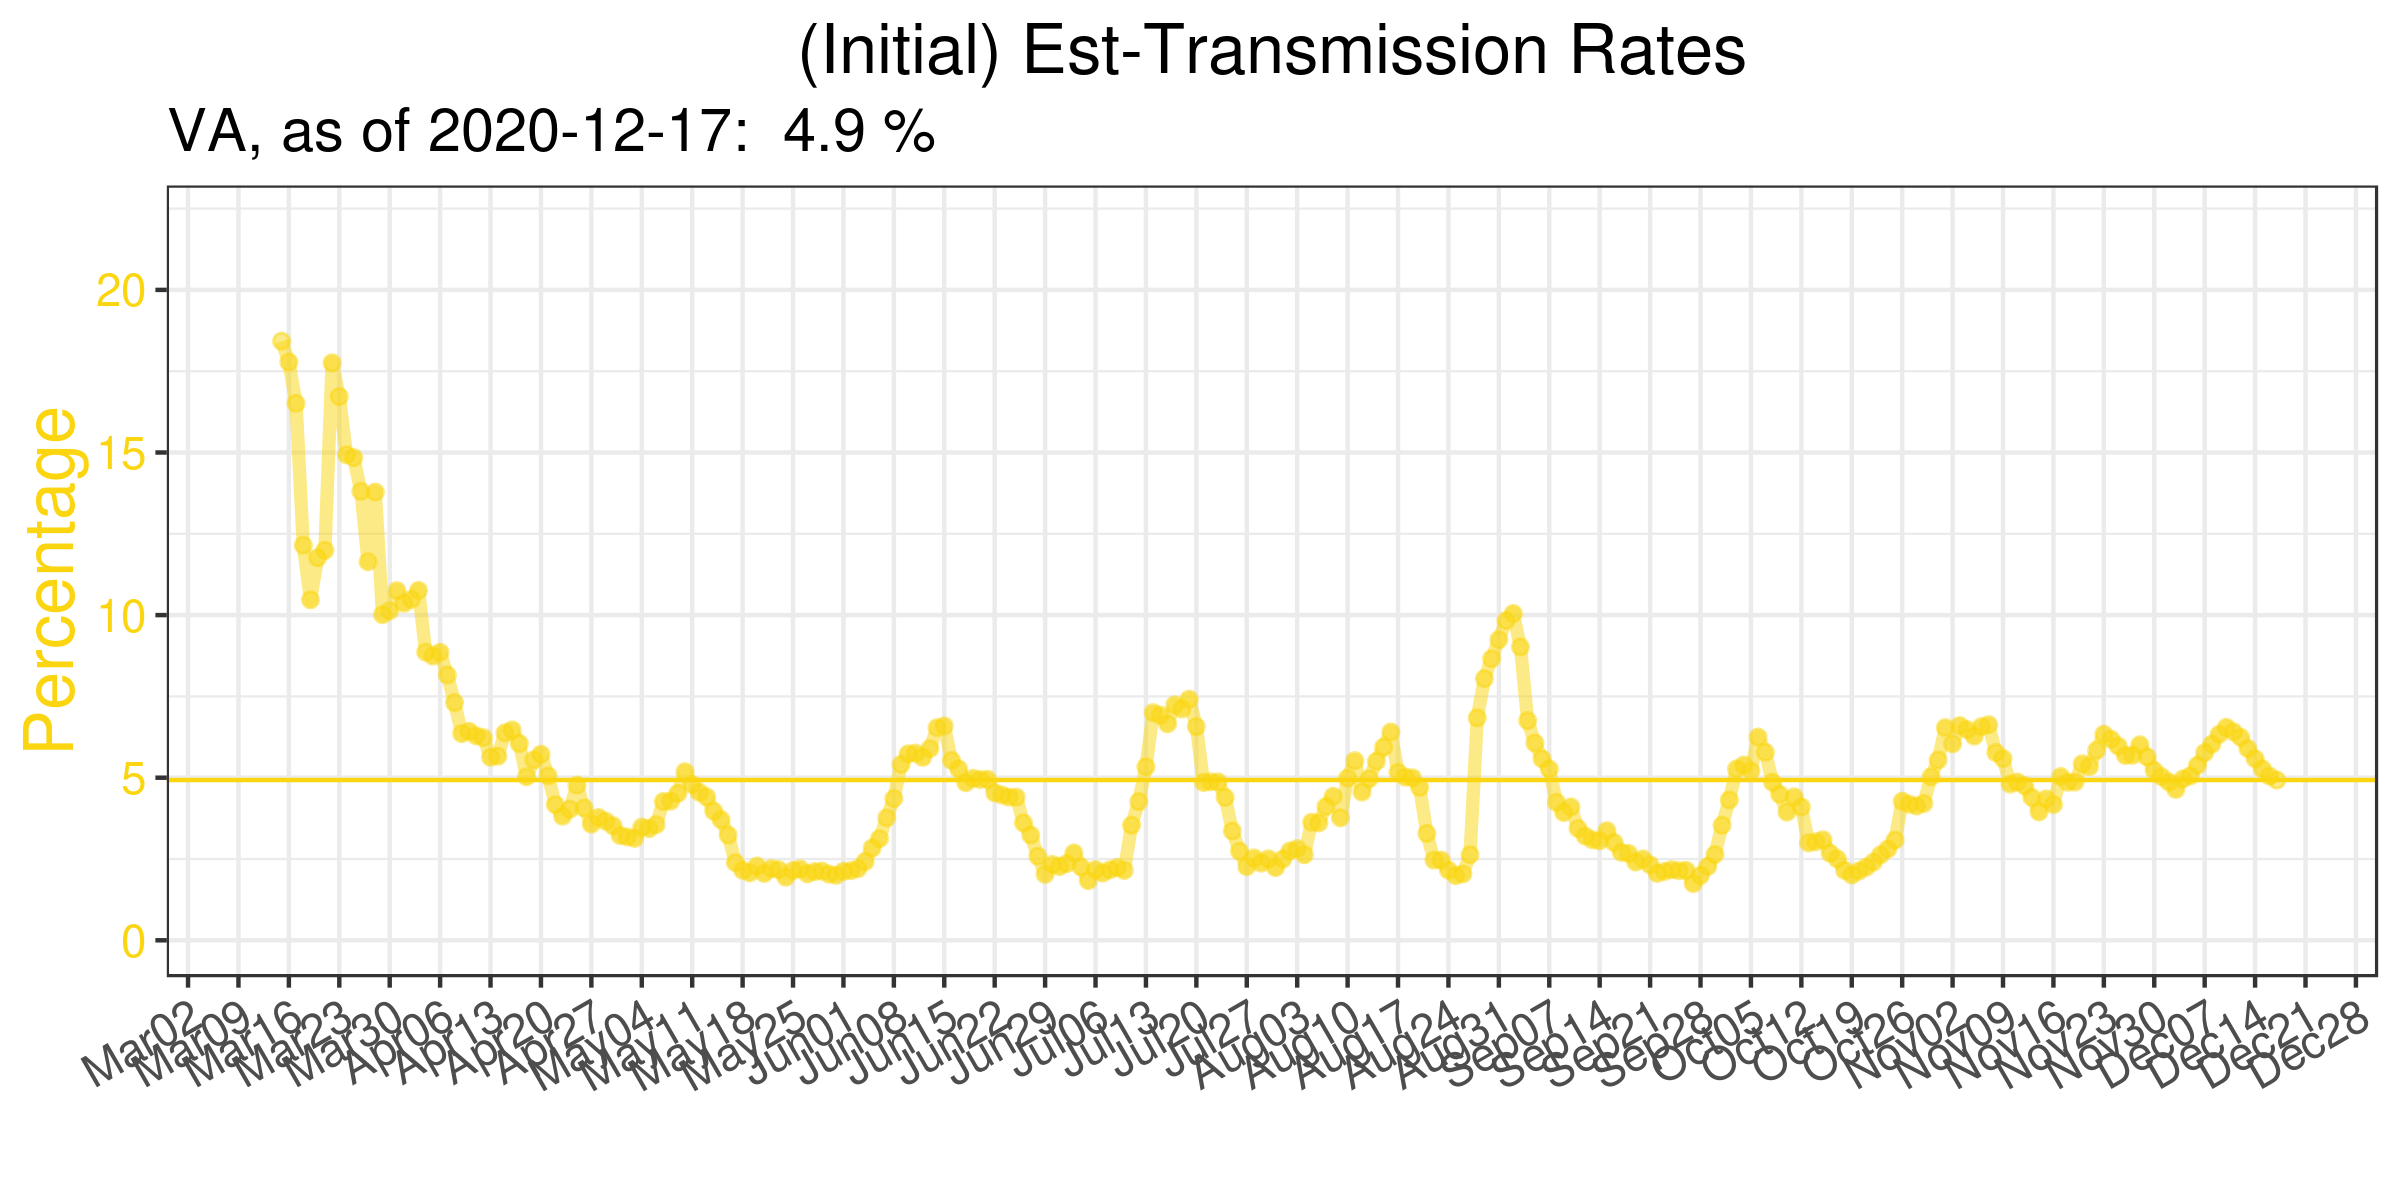 (Initial) Est-Transmission Rates
VA, as of 2020-12-17:  4.9 %
Percentage
20
15
10
5
0
Mar02
Mar09
Mar16
Mar23
Mar30
Apr06
Apr13
Apr20
Apr27
May04
May11
May18
May25
Jun01
Jun08
Jun15
Jun22
Jun29
Jul06
Jul13
Jul20
Jul27
Aug03
Aug10
Aug17
Aug24
Aug31
Sep07
Sep14
Sep21
Sep28
Oct05
Oct12
Oct19
Oct26
Nov02
Nov09
Nov16
Nov23
Nov30
Dec07
Dec14
Dec21
Dec28